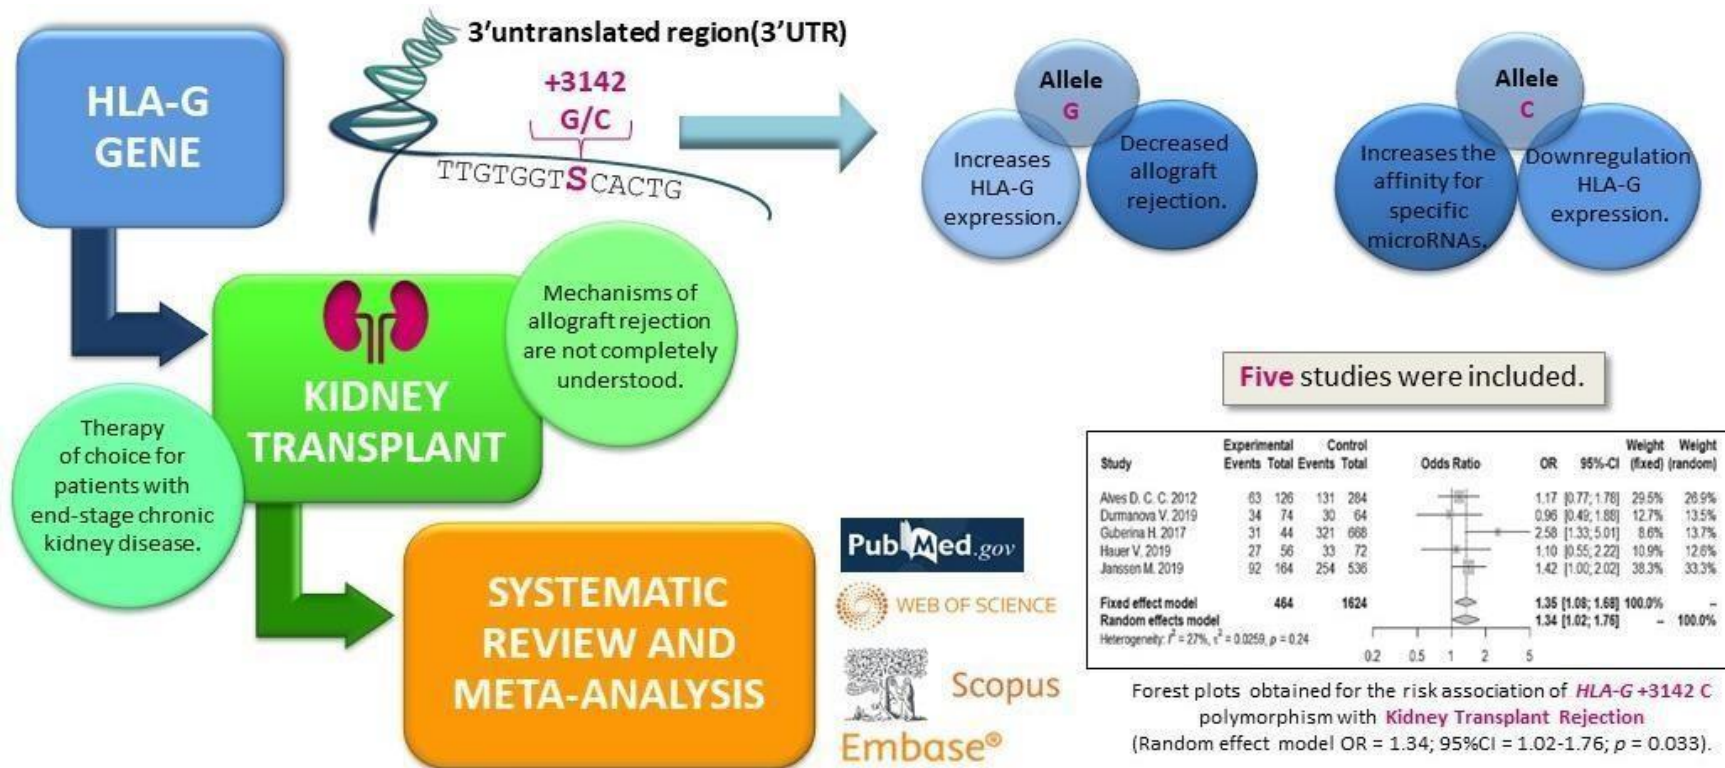 HLA-G
GENE
3'untranslated region(3'UTR)
+3142
G/C
TTGTGGTSCACTG
Allele
G
Increases
HLA-G
expression.
Decreased
allograft
rejection.
Allele
C
Increases the
affinity for
specific
microRNAs.
Downregulation
HLA-G
expression.
KIDNEY
TRANSPLANT
Mechanisms of
allograft rejection
are not completely
understood.
Therapy
of choice for
patients with
end-stage chronic
kidney disease.
SYSTEMATIC
REVIEW AND
META-ANALYSIS
PubMed.gov
WEB OF SCIENCE
Scopus
Embase®
Five studies were included.
Experimental Control Weight Weight
Study Events Total Events Total Odds Ratio OR 95%-CI (fixed) (random)
Alves D. C. C. 2012 63 126 131 284 1.17 [0.77; 1.78] 29.5% 26.9%
Durmanova V. 2019 34 74 30 64 0.96 [0.49; 1.88] 12.7% 13.5%
Guberina H. 2017 31 44 321 668 2.58 [1.33; 5.01] 8.6% 13.7%
Hauer V. 2019 27 56 33 72 1.10 [0.55; 2.22] 10.9% 12.6%
Janssen M. 2019 92 164 254 536 1.42 [1.00; 2.02] 38.3% 33.3%
Fixed effect model 464 1624 1.35 [1.08; 1.68] 100.0% --
Random effects model 1.34 [1.02; 1.76] -- 100.0%
Heterogeneity: I² = 27%, τ² = 0.0259, p = 0.24
0.2 0.5 1 2 5
Forest plots obtained for the risk association of HLA-G +3142 C
polymorphism with Kidney Transplant Rejection
(Random effect model OR = 1.34; 95%CI = 1.02-1.76; p = 0.033).